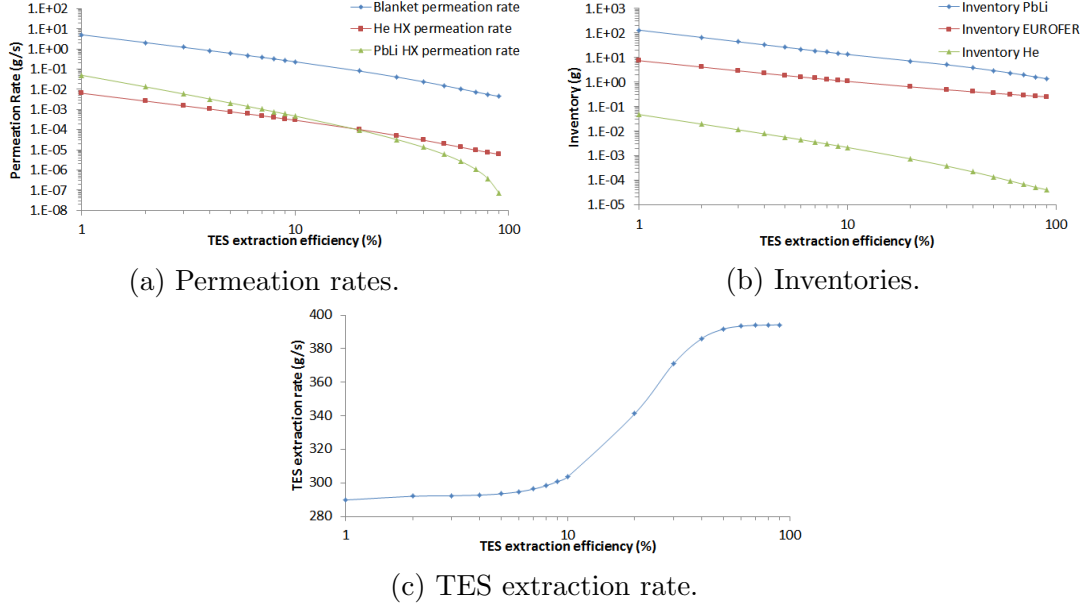 1.E+02
1.E+01
1.E+00
1.E-01
1.E-02
1.E-03
1.E-04
1.E-05
1.E-06
1.E-07
1.E-08
Permeation Rate (g/s)
Blanket permeation rate
He HX permeation rate
PbLi HX permeation rate
1 10 100
TES extraction efficiency (%)
(a) Permeation rates.
1.E+03
1.E+02
1.E+01
1.E+00
1.E-01
1.E-02
1.E-03
1.E-04
1.E-05
Inventory (g)
Inventory PbLi
Inventory EUROFER
Inventory He
1 10 100
TES extraction efficiency (%)
(b) Inventories.
400
380
360
340
320
300
280
TES extraction rate (g/s)
1 10 100
TES extraction efficiency (%)
(c) TES extraction rate.